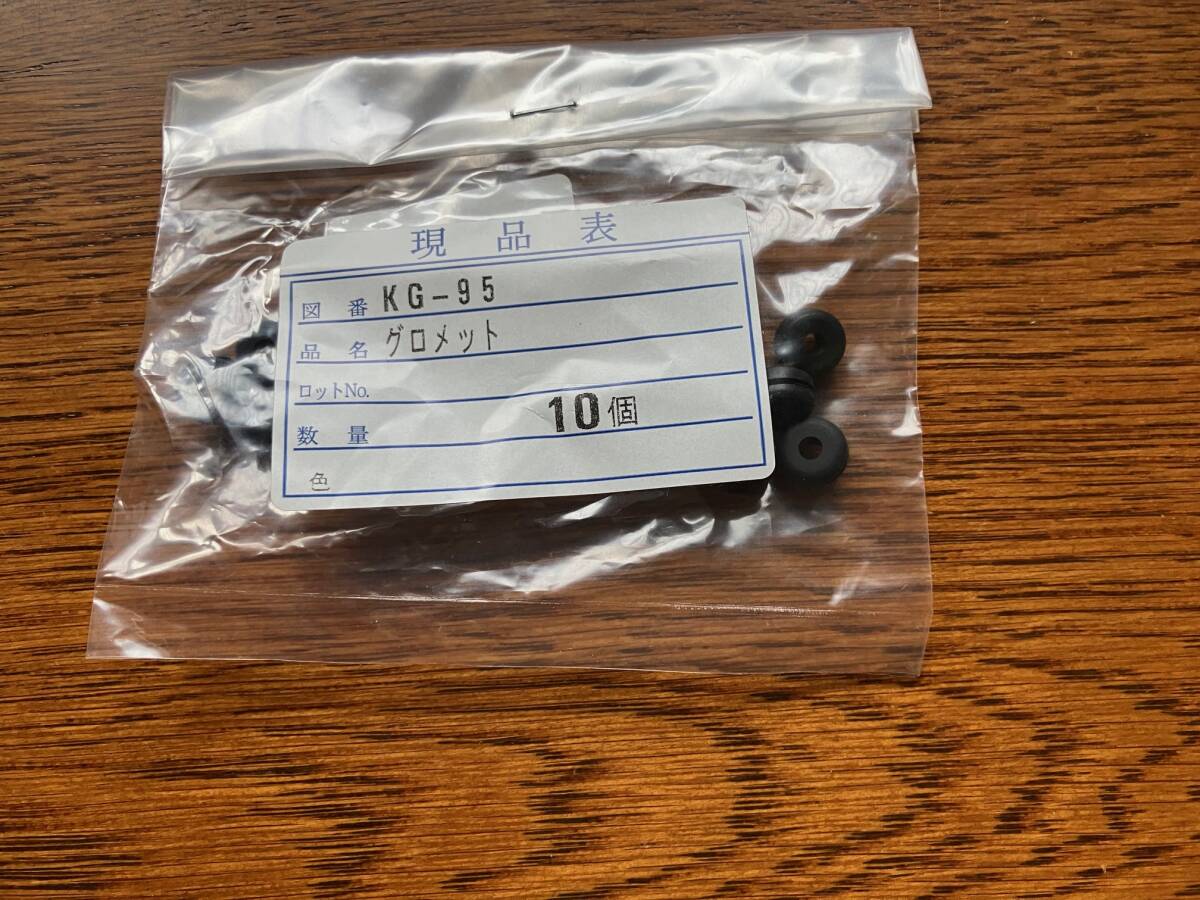 現品表
図番 KG-95
品名 グロメット
ロットNo.
数量 10個
色